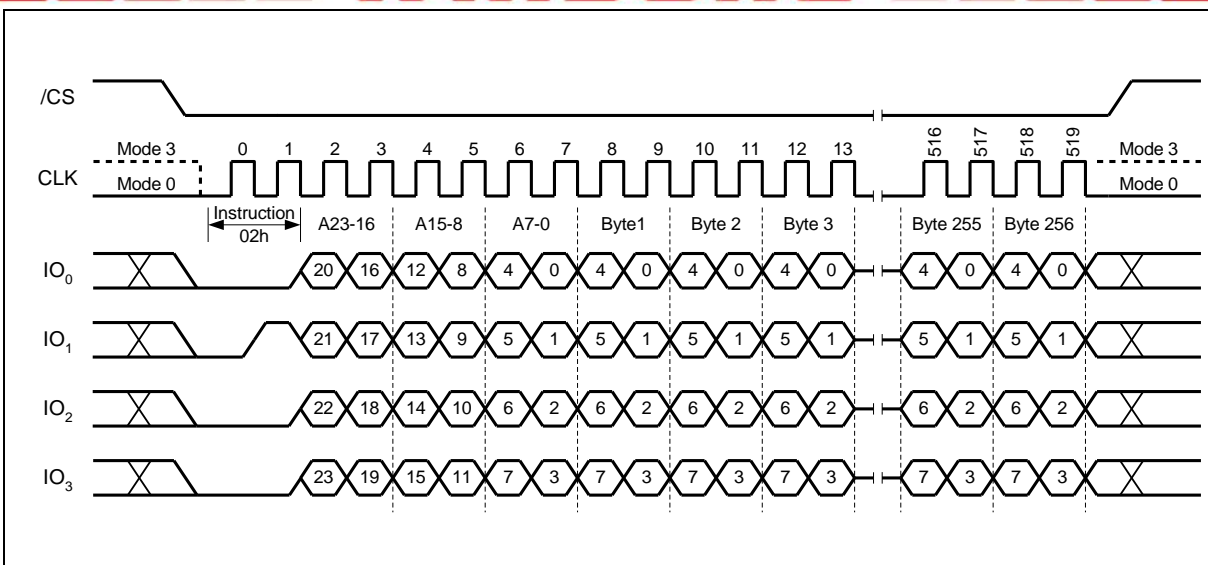 /CS
Mode 3 0 1 2 3 4 5 6 7 8 9 10 11 12 13 516 517 518 519 Mode 3
CLK
Mode 0 Mode 0
Instruction
02h
A23-16 A15-8 A7-0 Byte1 Byte 2 Byte 3 Byte 255 Byte 256
IO0 20 16 12 8 4 0 4 0 4 0 4 0 4 0 4 0
IO1 21 17 13 9 5 1 5 1 5 1 5 1 5 1 5 1
IO2 22 18 14 10 6 2 6 2 6 2 6 2 6 2 6 2
IO3 23 19 15 11 7 3 7 3 7 3 7 3 7 3 7 3